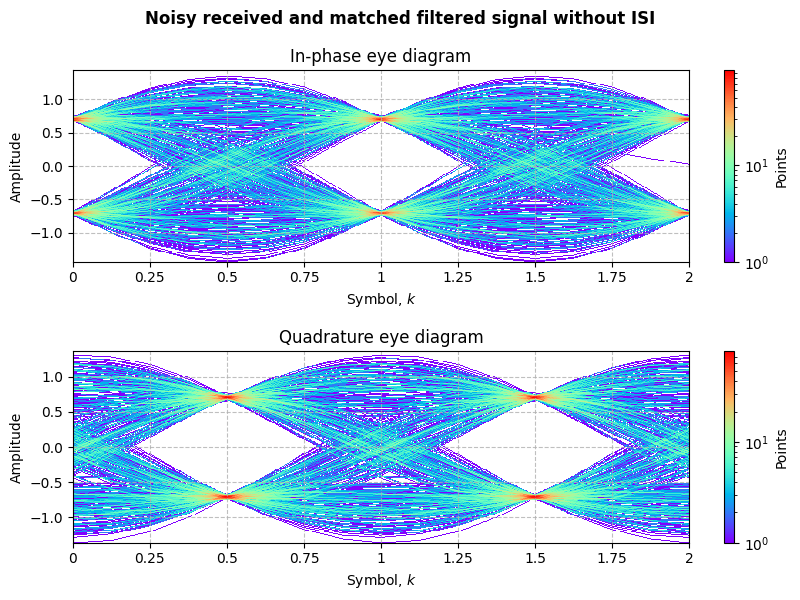 Noisy received and matched filtered signal without ISI
In-phase eye diagram
Amplitude
1.0
0.5
0.0
−0.5
−1.0
0 0.25 0.5 0.75 1 1.25 1.5 1.75 2
Symbol, k
10¹
10⁰
Points
Quadrature eye diagram
Amplitude
1.0
0.5
0.0
−0.5
−1.0
0 0.25 0.5 0.75 1 1.25 1.5 1.75 2
Symbol, k
10¹
10⁰
Points